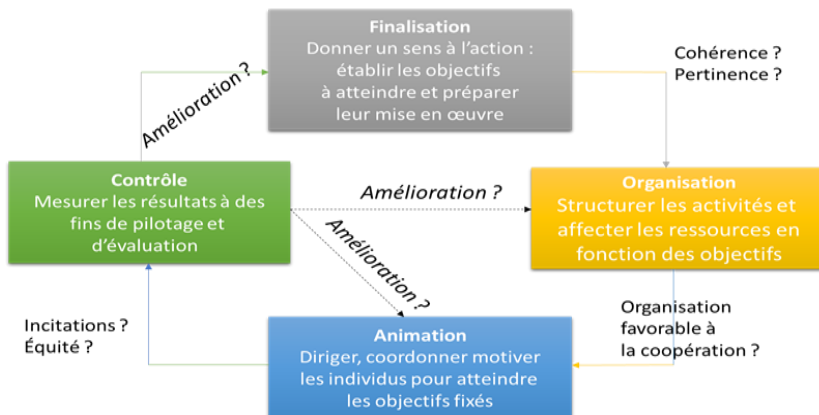 Finalisation
Donner un sens à l'action :
établir les objectifs
à atteindre et préparer
leur mise en œuvre
Cohérence ?
Pertinence ?
Amélioration ?
Contrôle
Mesurer les résultats à des
fins de pilotage et
d'évaluation
Amélioration ?
Organisation
Structurer les activités et
affecter les ressources en
fonction des objectifs
Amélioration ?
Incitations ?
Équité ?
Animation
Diriger, coordonner motiver
les individus pour atteindre
les objectifs fixés
Organisation
favorable à
la coopération ?